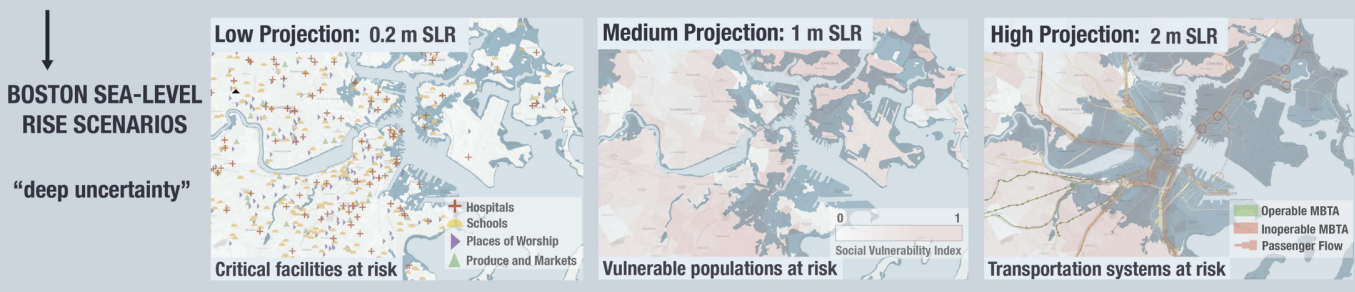 BOSTON SEA-LEVEL
RISE SCENARIOS
“deep uncertainty”
Low Projection: 0.2 m SLR
Hospitals
Schools
Places of Worship
Produce and Markets
Critical facilities at risk
Medium Projection: 1 m SLR
0 1
Social Vulnerability Index
Vulnerable populations at risk
High Projection: 2 m SLR
Operable MBTA
Inoperable MBTA
Passenger Flow
Transportation systems at risk